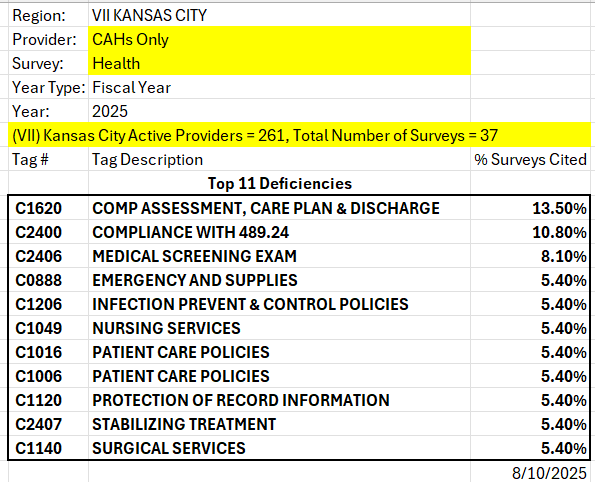 Region: VII KANSAS CITY
Provider: CAHs Only
Survey: Health
Year Type: Fiscal Year
Year: 2025
(VII) Kansas City Active Providers = 261, Total Number of Surveys = 37
Tag # Tag Description % Surveys Cited
Top 11 Deficiencies
C1620 COMP ASSESSMENT, CARE PLAN & DISCHARGE 13.50%
C2400 COMPLIANCE WITH 489.24 10.80%
C2406 MEDICAL SCREENING EXAM 8.10%
C0888 EMERGENCY AND SUPPLIES 5.40%
C1206 INFECTION PREVENT & CONTROL POLICIES 5.40%
C1049 NURSING SERVICES 5.40%
C1016 PATIENT CARE POLICIES 5.40%
C1006 PATIENT CARE POLICIES 5.40%
C1120 PROTECTION OF RECORD INFORMATION 5.40%
C2407 STABILIZING TREATMENT 5.40%
C1140 SURGICAL SERVICES 5.40%
8/10/2025